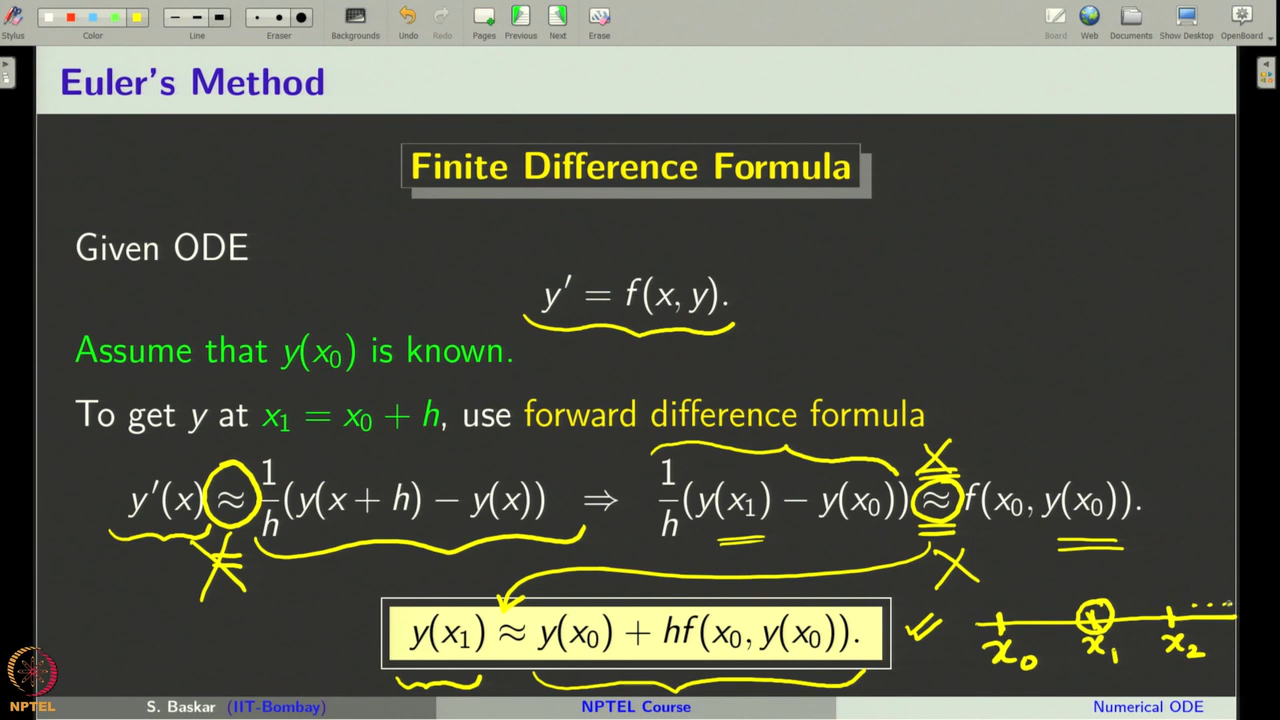 Stylus Color Line Eraser Backgrounds Undo Redo Pages Previous Next Erase Board Web Documents Show Desktop OpenBoard
Euler's Method
Finite Difference Formula
Given ODE
y′ = f(x, y).
Assume that y(x₀) is known.
To get y at x₁ = x₀ + h, use forward difference formula
y′(x) ≈ 1/h (y(x + h) − y(x)) ⇒ 1/h (y(x₁) − y(x₀)) ≈ f(x₀, y(x₀)).
y(x₁) ≈ y(x₀) + hf(x₀, y(x₀)).
x₀ x₁ x₂ ....
NPTEL
S. Baskar (IIT-Bombay) NPTEL Course Numerical ODE